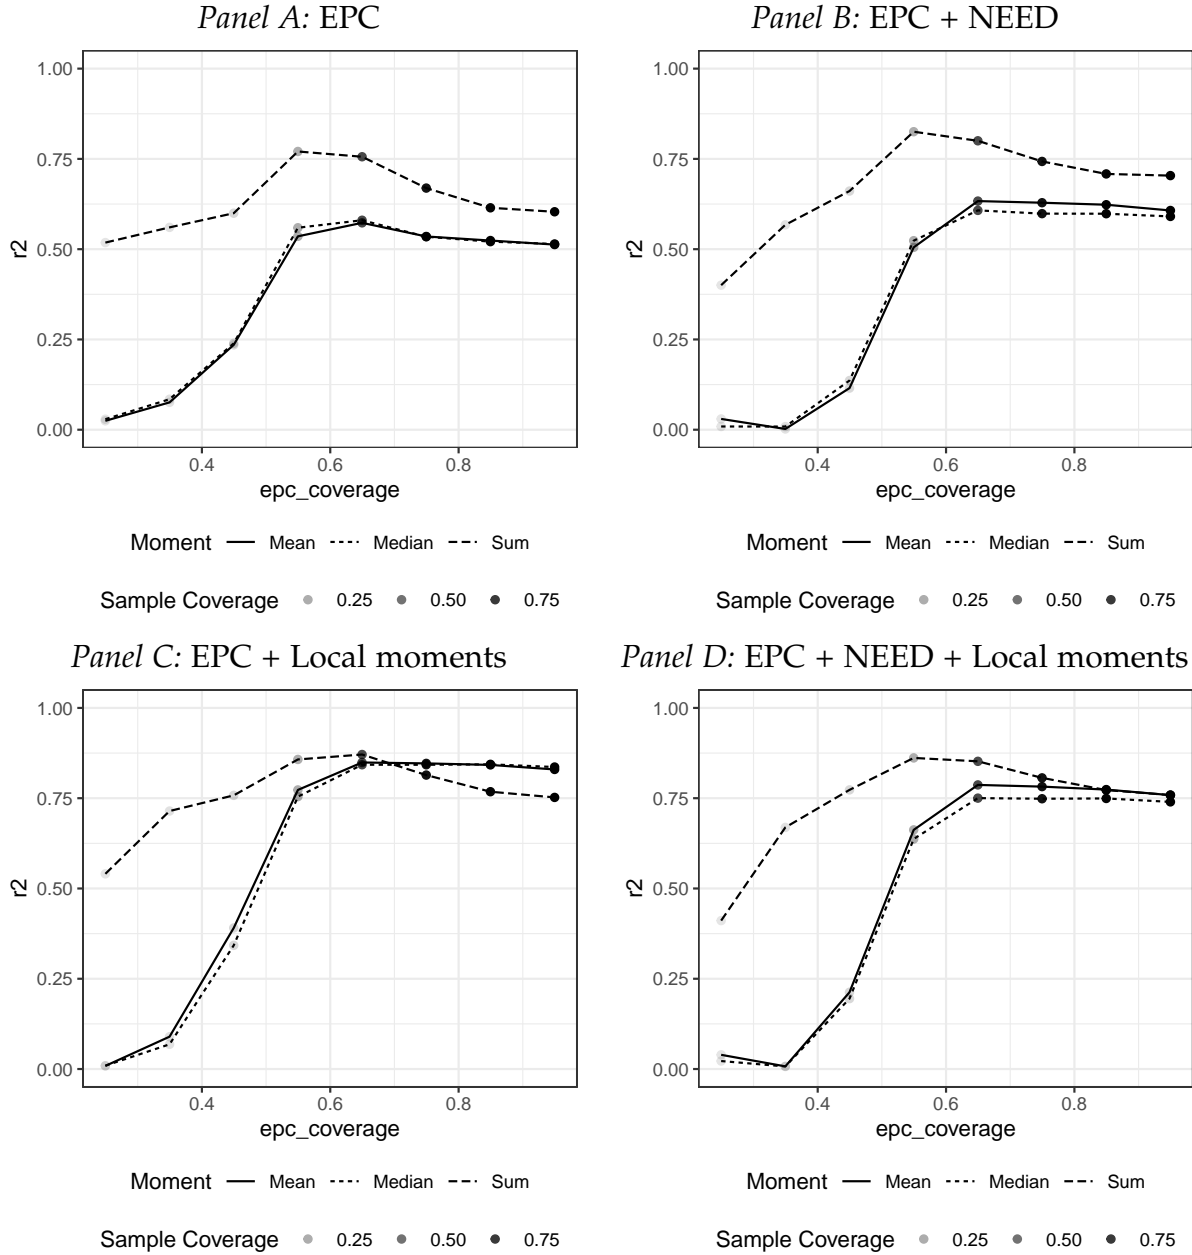 Panel A: EPC
1.00
0.75
0.50
0.25
0.00
r2
0.4 0.6 0.8
epc_coverage
Moment Mean Median Sum
Sample Coverage 0.25 0.50 0.75
Panel B: EPC + NEED
1.00
0.75
0.50
0.25
0.00
r2
0.4 0.6 0.8
epc_coverage
Moment Mean Median Sum
Sample Coverage 0.25 0.50 0.75
Panel C: EPC + Local moments
1.00
0.75
0.50
0.25
0.00
r2
0.4 0.6 0.8
epc_coverage
Moment Mean Median Sum
Sample Coverage 0.25 0.50 0.75
Panel D: EPC + NEED + Local moments
1.00
0.75
0.50
0.25
0.00
r2
0.4 0.6 0.8
epc_coverage
Moment Mean Median Sum
Sample Coverage 0.25 0.50 0.75